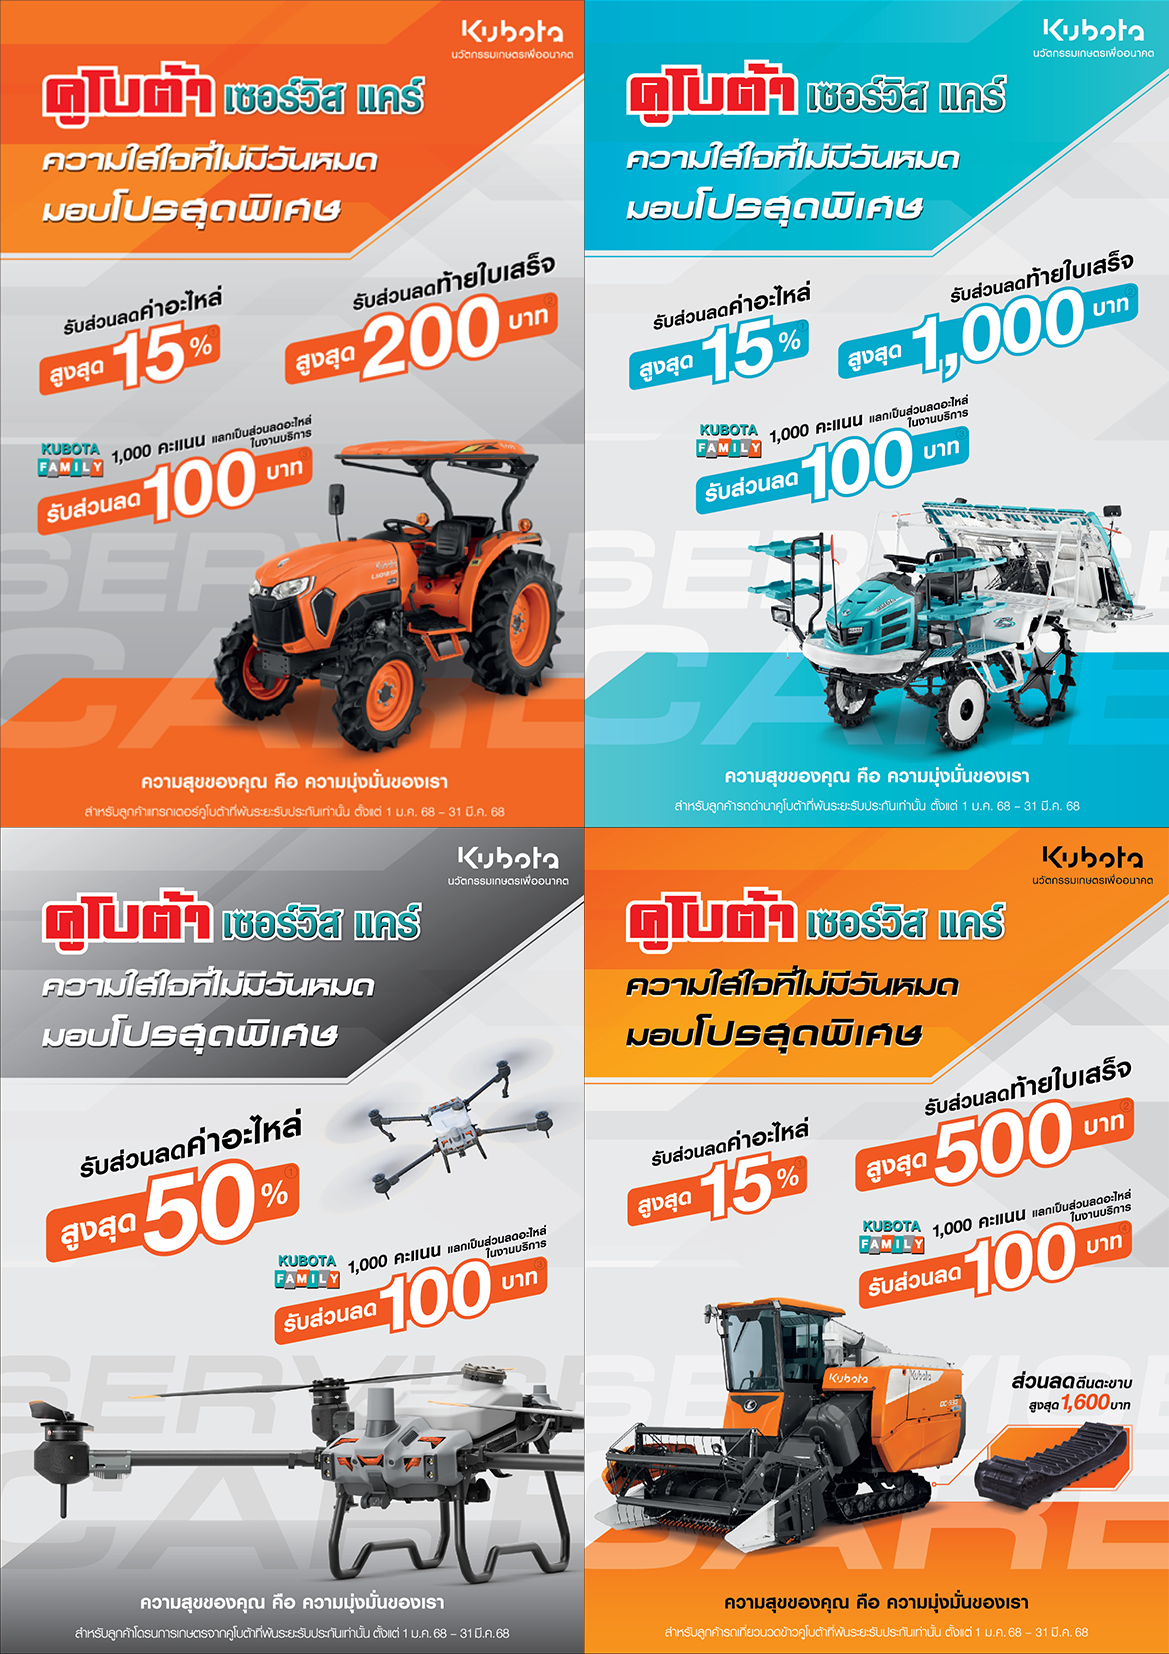 Kubota
นวัตกรรมเกษตรเพื่ออนาคต
คูโบต้า เซอร์วิส แคร์
ความใส่ใจที่ไม่มีวันหมด
มอบโปรสุดพิเศษ
รับส่วนลดค่าอะไหล่
สูงสุด 15% ①
รับส่วนลดท้ายใบเสร็จ
สูงสุด 200 บาท ②
KUBOTA FAMILY 1,000 คะแนน แลกเป็นส่วนลดอะไหล่
ในงานบริการ
รับส่วนลด 100 บาท ③
SERVICE
CARE
Kubota
ความสุขของคุณ คือ ความมุ่งมั่นของเรา
สำหรับลูกค้าแทรกเตอร์คูโบต้าที่พ้นระยะรับประกันเท่านั้น ตั้งแต่ 1 ม.ค. 68 - 31 มี.ค. 68
Kubota
นวัตกรรมเกษตรเพื่ออนาคต
คูโบต้า เซอร์วิส แคร์
ความใส่ใจที่ไม่มีวันหมด
มอบโปรสุดพิเศษ
รับส่วนลดค่าอะไหล่
สูงสุด 15% ①
รับส่วนลดท้ายใบเสร็จ
สูงสุด 1,000 บาท ②
KUBOTA FAMILY 1,000 คะแนน แลกเป็นส่วนลดอะไหล่
ในงานบริการ
รับส่วนลด 100 บาท ③
SERVICE
CARE
ความสุขของคุณ คือ ความมุ่งมั่นของเรา
สำหรับลูกค้ารถดำนาคูโบต้าที่พ้นระยะรับประกันเท่านั้น ตั้งแต่ 1 ม.ค. 68 - 31 มี.ค. 68
Kubota
นวัตกรรมเกษตรเพื่ออนาคต
คูโบต้า เซอร์วิส แคร์
ความใส่ใจที่ไม่มีวันหมด
มอบโปรสุดพิเศษ
รับส่วนลดค่าอะไหล่
สูงสุด 50% ①
KUBOTA FAMILY 1,000 คะแนน แลกเป็นส่วนลดอะไหล่
ในงานบริการ
รับส่วนลด 100 บาท ③
SERVICE
CARE
ความสุขของคุณ คือ ความมุ่งมั่นของเรา
สำหรับลูกค้าโดรนการเกษตรจากคูโบต้าที่พ้นระยะรับประกันเท่านั้น ตั้งแต่ 1 ม.ค. 68 - 31 มี.ค. 68
Kubota
นวัตกรรมเกษตรเพื่ออนาคต
คูโบต้า เซอร์วิส แคร์
ความใส่ใจที่ไม่มีวันหมด
มอบโปรสุดพิเศษ
รับส่วนลดค่าอะไหล่
สูงสุด 15% ①
รับส่วนลดท้ายใบเสร็จ
สูงสุด 500 บาท ②
KUBOTA FAMILY 1,000 คะแนน แลกเป็นส่วนลดอะไหล่
ในงานบริการ
รับส่วนลด 100 บาท ④
SERVICE
CARE
Kubota
Kubota
ส่วนลดตีนตะขาบ
สูงสุด 1,600 บาท
ความสุขของคุณ คือ ความมุ่งมั่นของเรา
สำหรับลูกค้ารถเกี่ยวนวดข้าวคูโบต้าที่พ้นระยะรับประกันเท่านั้น ตั้งแต่ 1 ม.ค. 68 - 31 มี.ค. 68